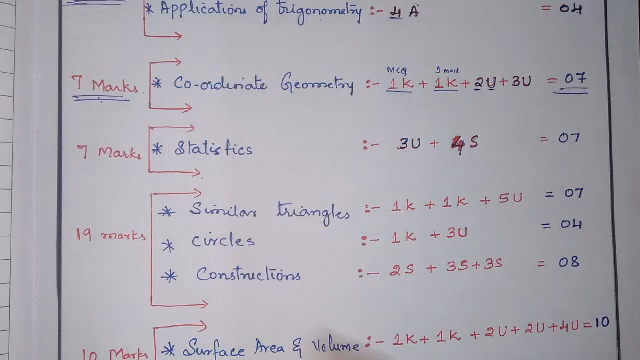 * Applications of Trigonometry :- 4A = 04
MCQ 1 mark
7 Marks * Co-ordinate Geometry :- 1K + 1K + 2U + 3U = 07
7 Marks * Statistics :- 3U + 4S = 07
* Similar Triangles :- 1K + 1K + 5U = 07
19 marks * Circles :- 1K + 3U = 04
* Constructions :- 2S + 3S + 3S = 08
10 Marks * Surface Area & Volume :- 1K + 1K + 2U + 2U + 4U = 10